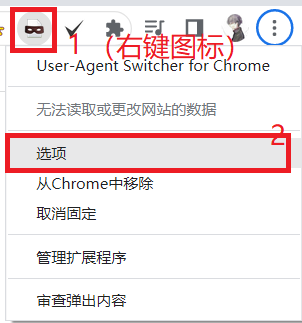 1 （右键图标）
User-Agent Switcher for Chrome
无法读取或更改网站的数据
2
选项
从Chrome中移除
取消固定
管理扩展程序
审查弹出内容